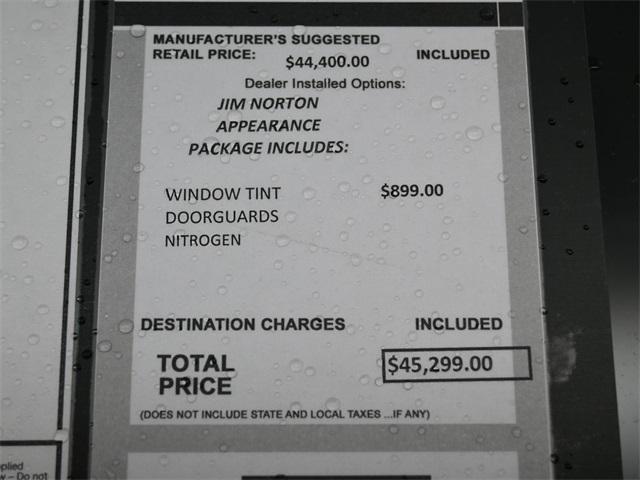 MANUFACTURER'S SUGGESTED
RETAIL PRICE: $44,400.00 INCLUDED
Dealer Installed Options:
JIM NORTON
APPEARANCE
PACKAGE INCLUDES:
WINDOW TINT $899.00
DOORGUARDS
NITROGEN
DESTINATION CHARGES INCLUDED
TOTAL
PRICE $45,299.00
(DOES NOT INCLUDE STATE AND LOCAL TAXES ...IF ANY)
– Do not